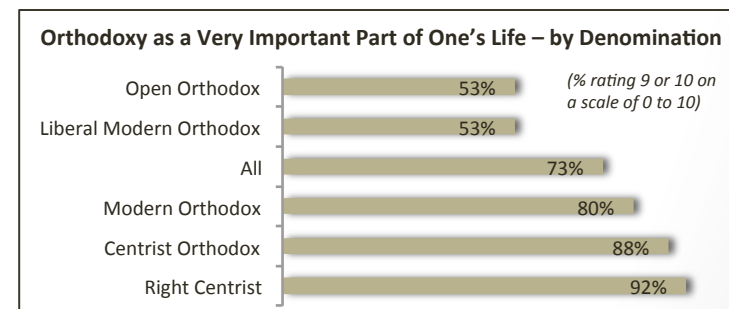 Orthodoxy as a Very Important Part of One's Life – by Denomination
(% rating 9 or 10 on
a scale of 0 to 10)
Open Orthodox 53%
Liberal Modern Orthodox 53%
All 73%
Modern Orthodox 80%
Centrist Orthodox 88%
Right Centrist 92%